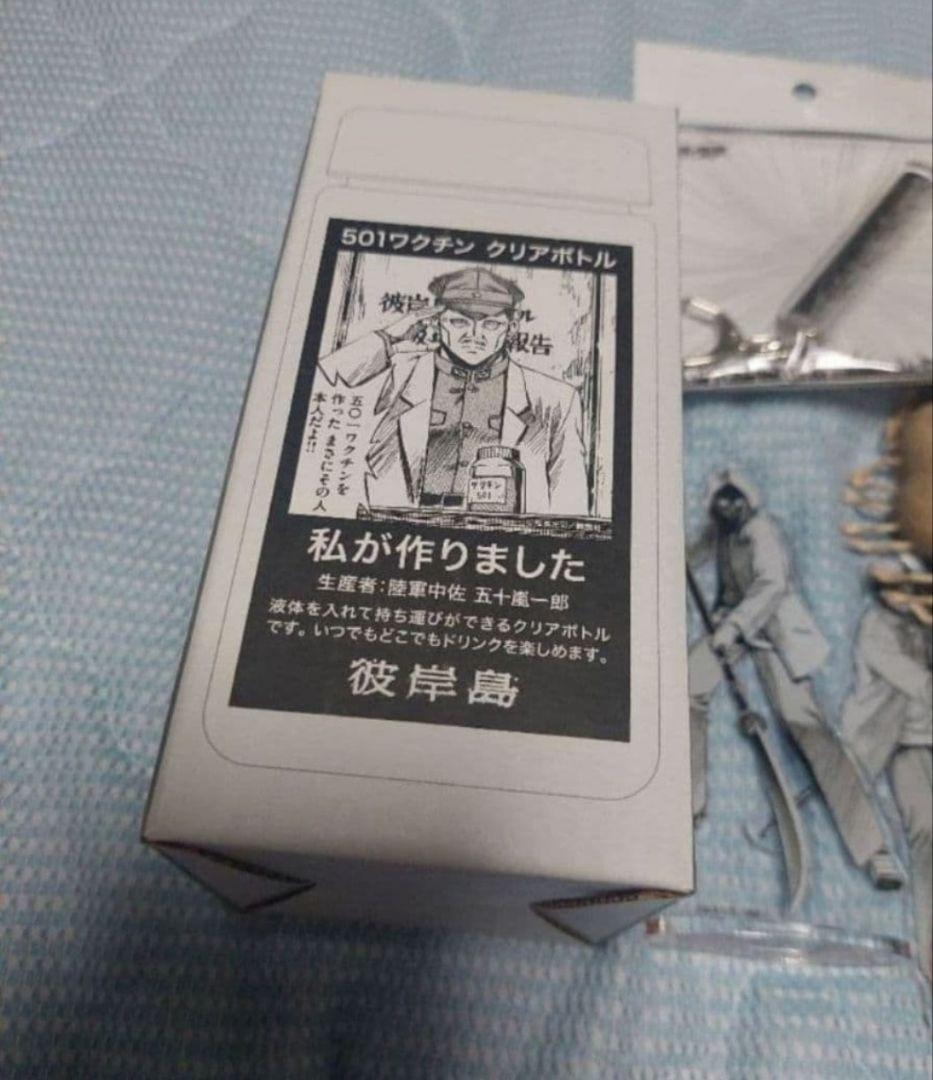 501ワクチン クリアボトル
彼岸
報告
五〇一ワクチンを
作った まさにその人
本人だよ!!
ワクチン
501
私が作りました
生産者:陸軍中佐 五十嵐一郎
液体を入れて持ち運びができるクリアボトル
です。いつでもどこでもドリンクを楽しめます。
彼岸島